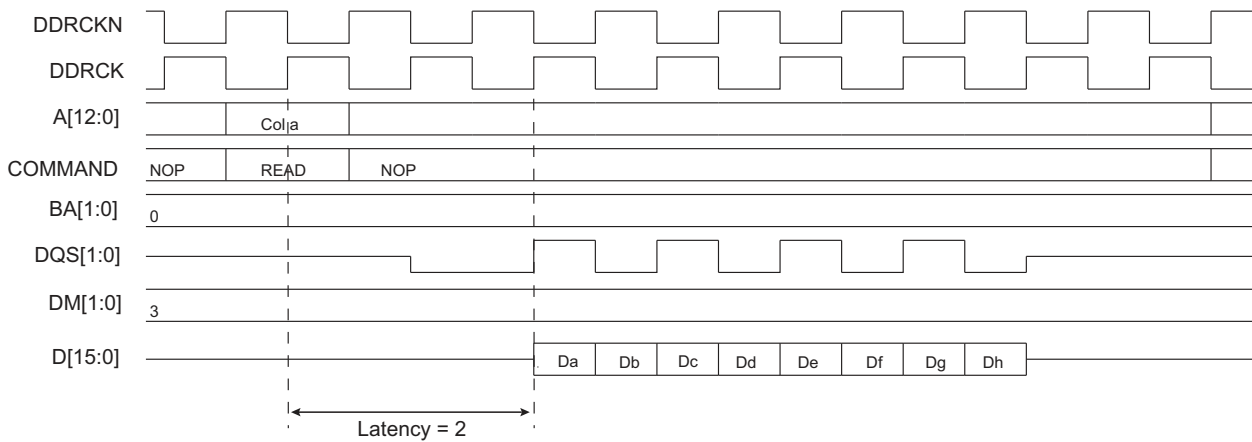 DDRCKN
DDRCK
A[12:0]
Col a
COMMAND NOP READ NOP
BA[1:0] 0
DQS[1:0]
DM[1:0] 3
D[15:0] Da Db Dc Dd De Df Dg Dh
Latency = 2